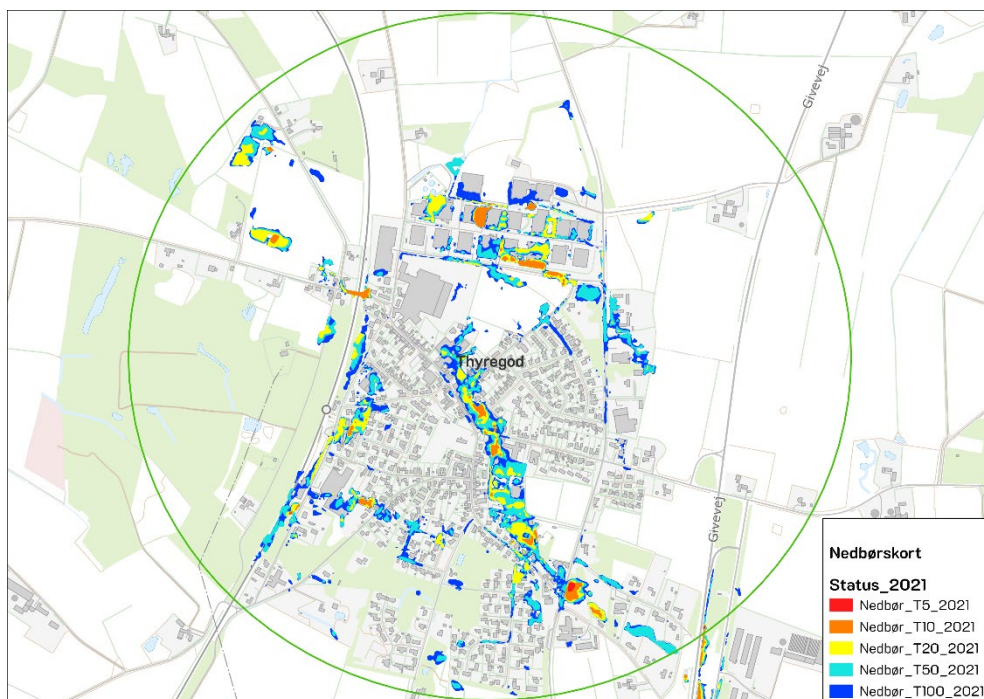 Givevej
Thyregod
Givevej
Nedbørskort
Status_2021
Nedbør_T5_2021
Nedbør_T10_2021
Nedbør_T20_2021
Nedbør_T50_2021
Nedbør_T100_2021